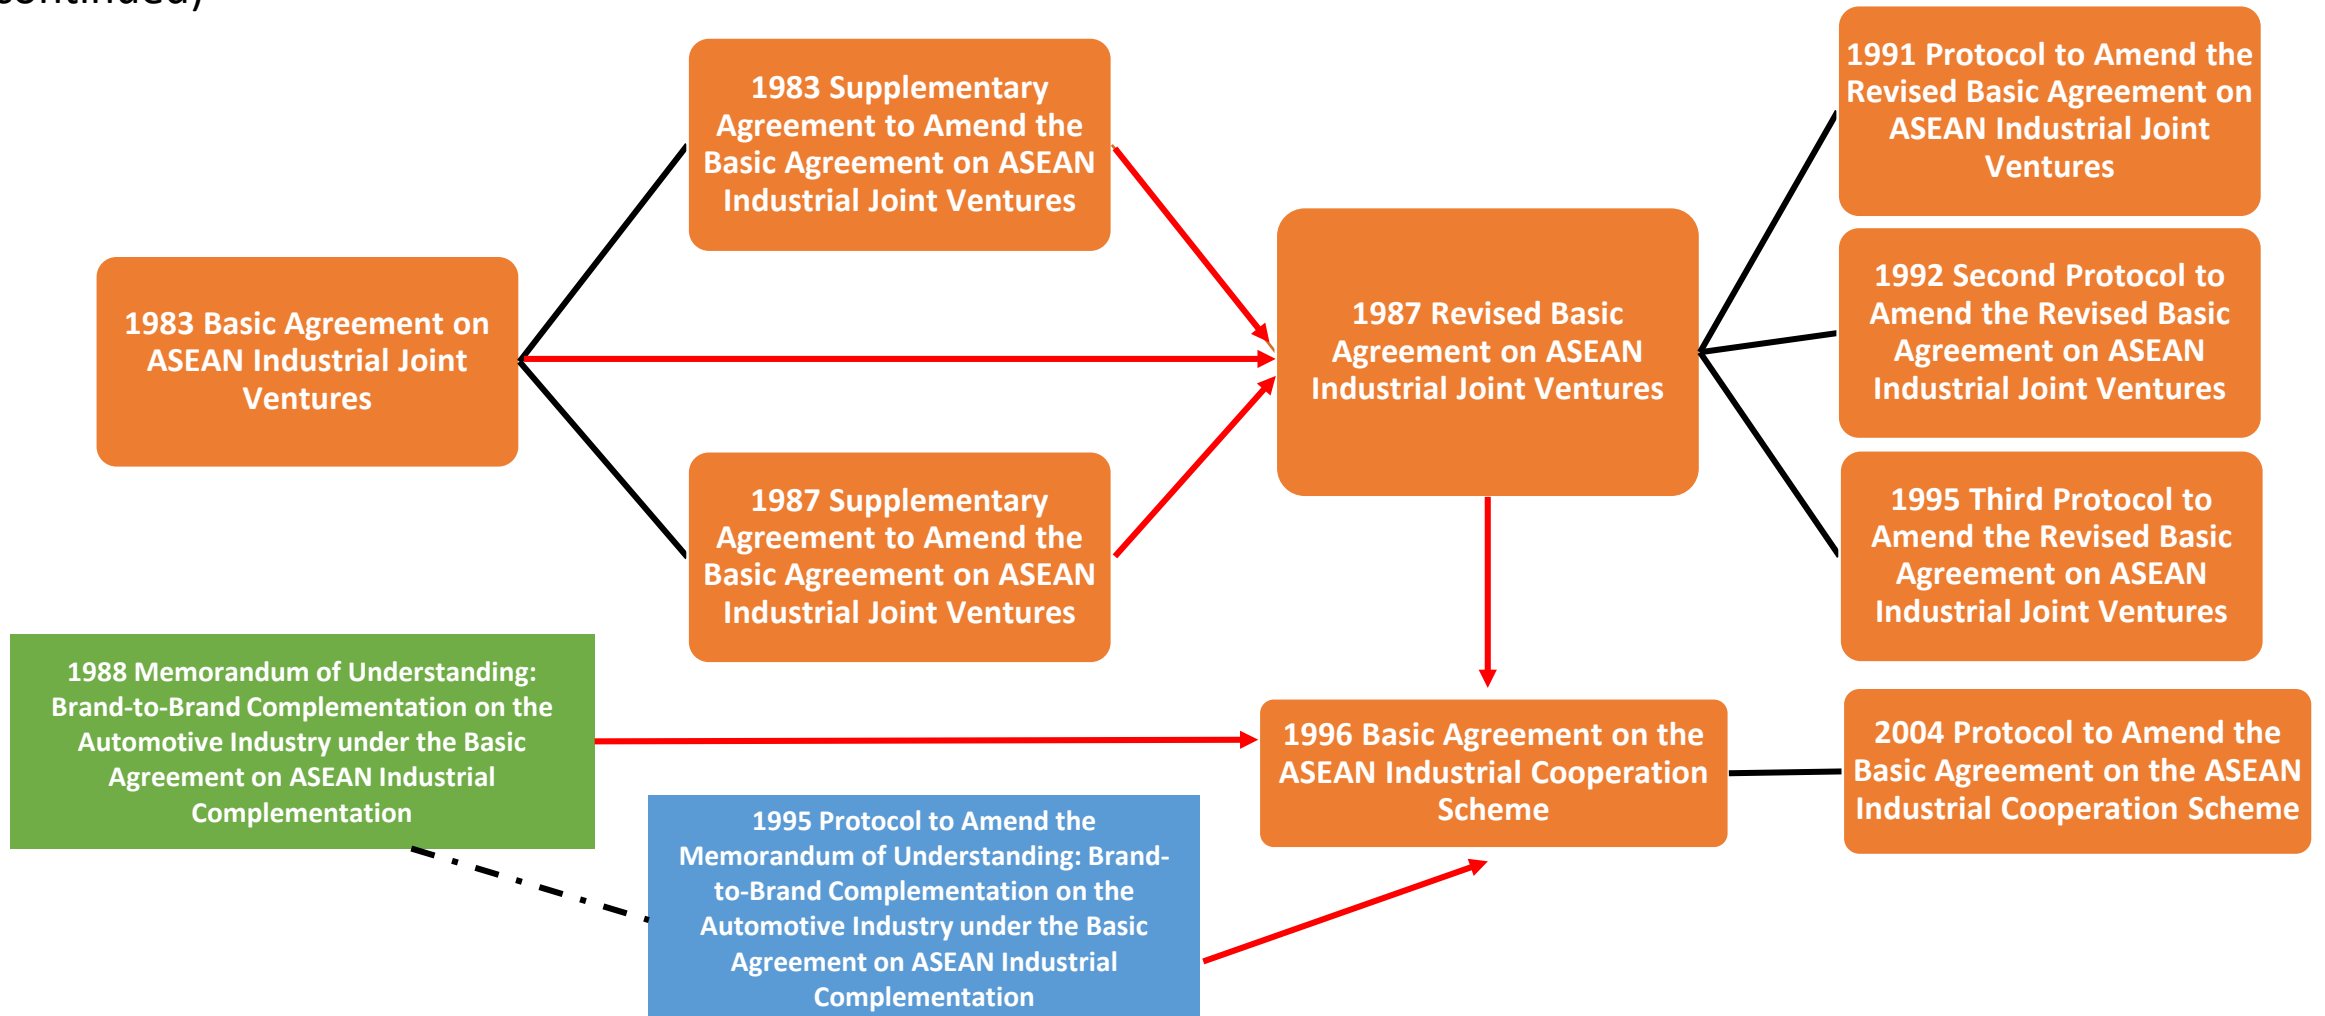 continued)
1983 Basic Agreement on
ASEAN Industrial Joint
Ventures
1983 Supplementary
Agreement to Amend the
Basic Agreement on ASEAN
Industrial Joint Ventures
1987 Supplementary
Agreement to Amend the
Basic Agreement on ASEAN
Industrial Joint Ventures
1987 Revised Basic
Agreement on ASEAN
Industrial Joint Ventures
1991 Protocol to Amend the
Revised Basic Agreement on
ASEAN Industrial Joint
Ventures
1992 Second Protocol to
Amend the Revised Basic
Agreement on ASEAN
Industrial Joint Ventures
1995 Third Protocol to
Amend the Revised Basic
Agreement on ASEAN
Industrial Joint Ventures
1988 Memorandum of Understanding:
Brand-to-Brand Complementation on the
Automotive Industry under the Basic
Agreement on ASEAN Industrial
Complementation
1995 Protocol to Amend the
Memorandum of Understanding: Brand-
to-Brand Complementation on the
Automotive Industry under the Basic
Agreement on ASEAN Industrial
Complementation
1996 Basic Agreement on the
ASEAN Industrial Cooperation
Scheme
2004 Protocol to Amend the
Basic Agreement on the ASEAN
Industrial Cooperation Scheme